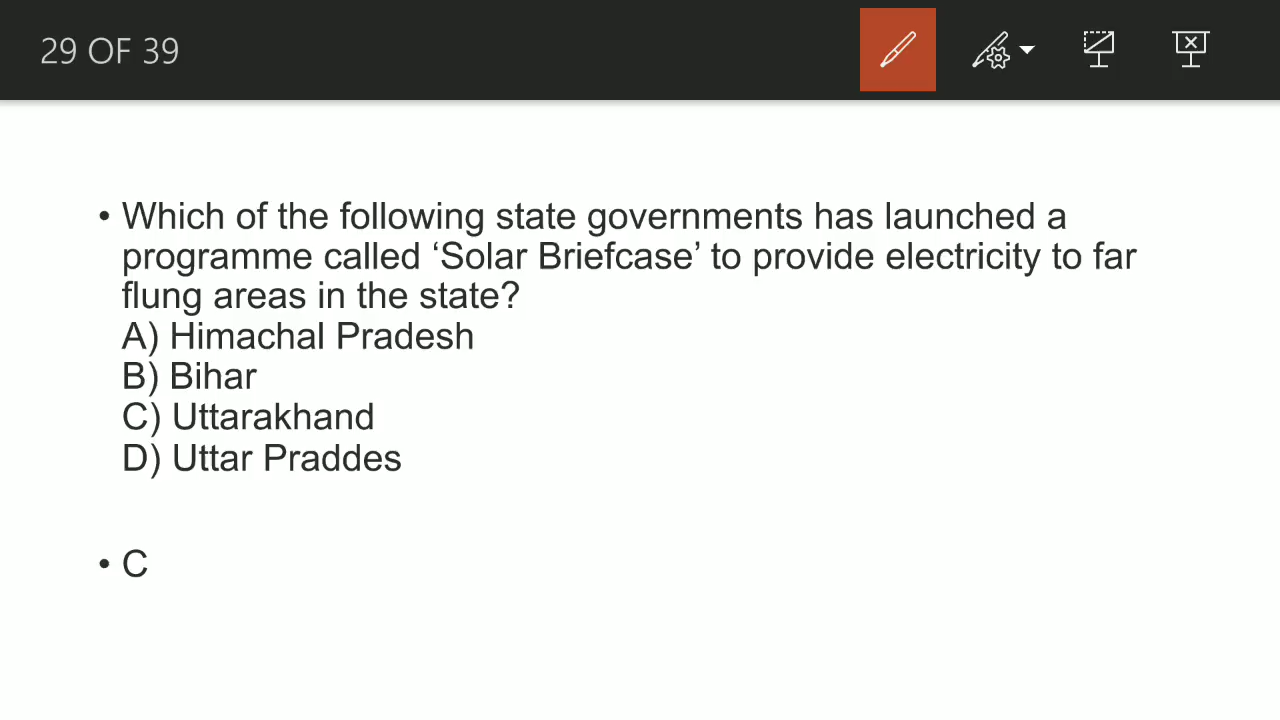 29 OF 39
• Which of the following state governments has launched a
programme called ‘Solar Briefcase’ to provide electricity to far
flung areas in the state?
A) Himachal Pradesh
B) Bihar
C) Uttarakhand
D) Uttar Praddes
• C